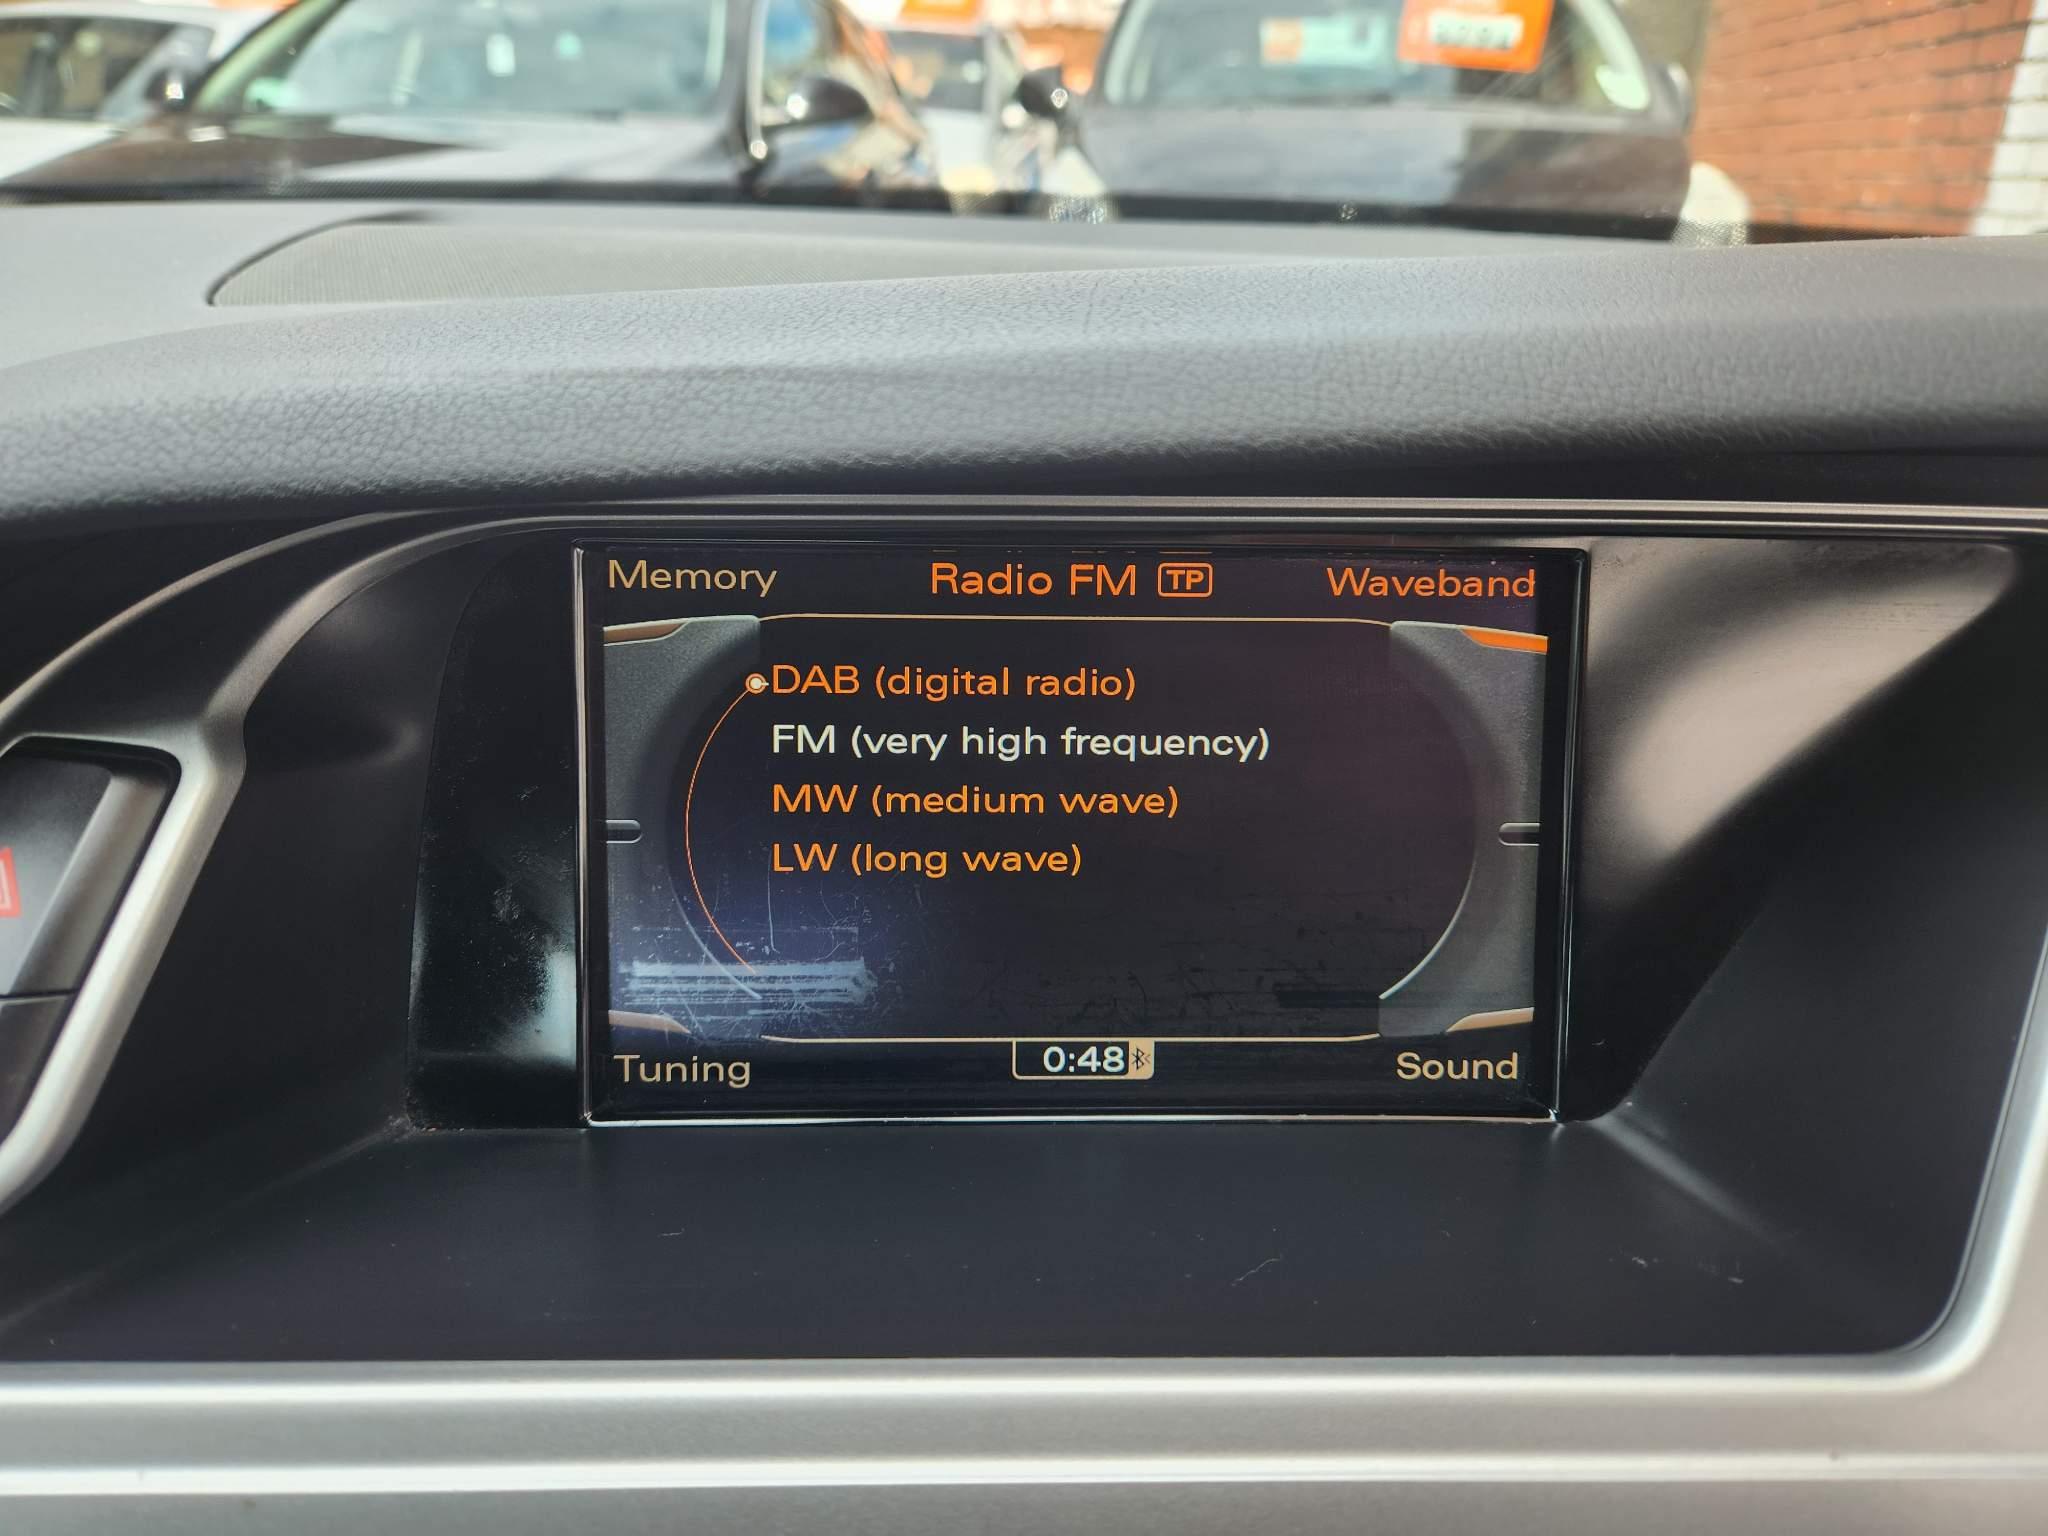 Memory
Radio FM TP
Waveband
DAB (digital radio)
FM (very high frequency)
MW (medium wave)
LW (long wave)
Tuning
0:48
Sound